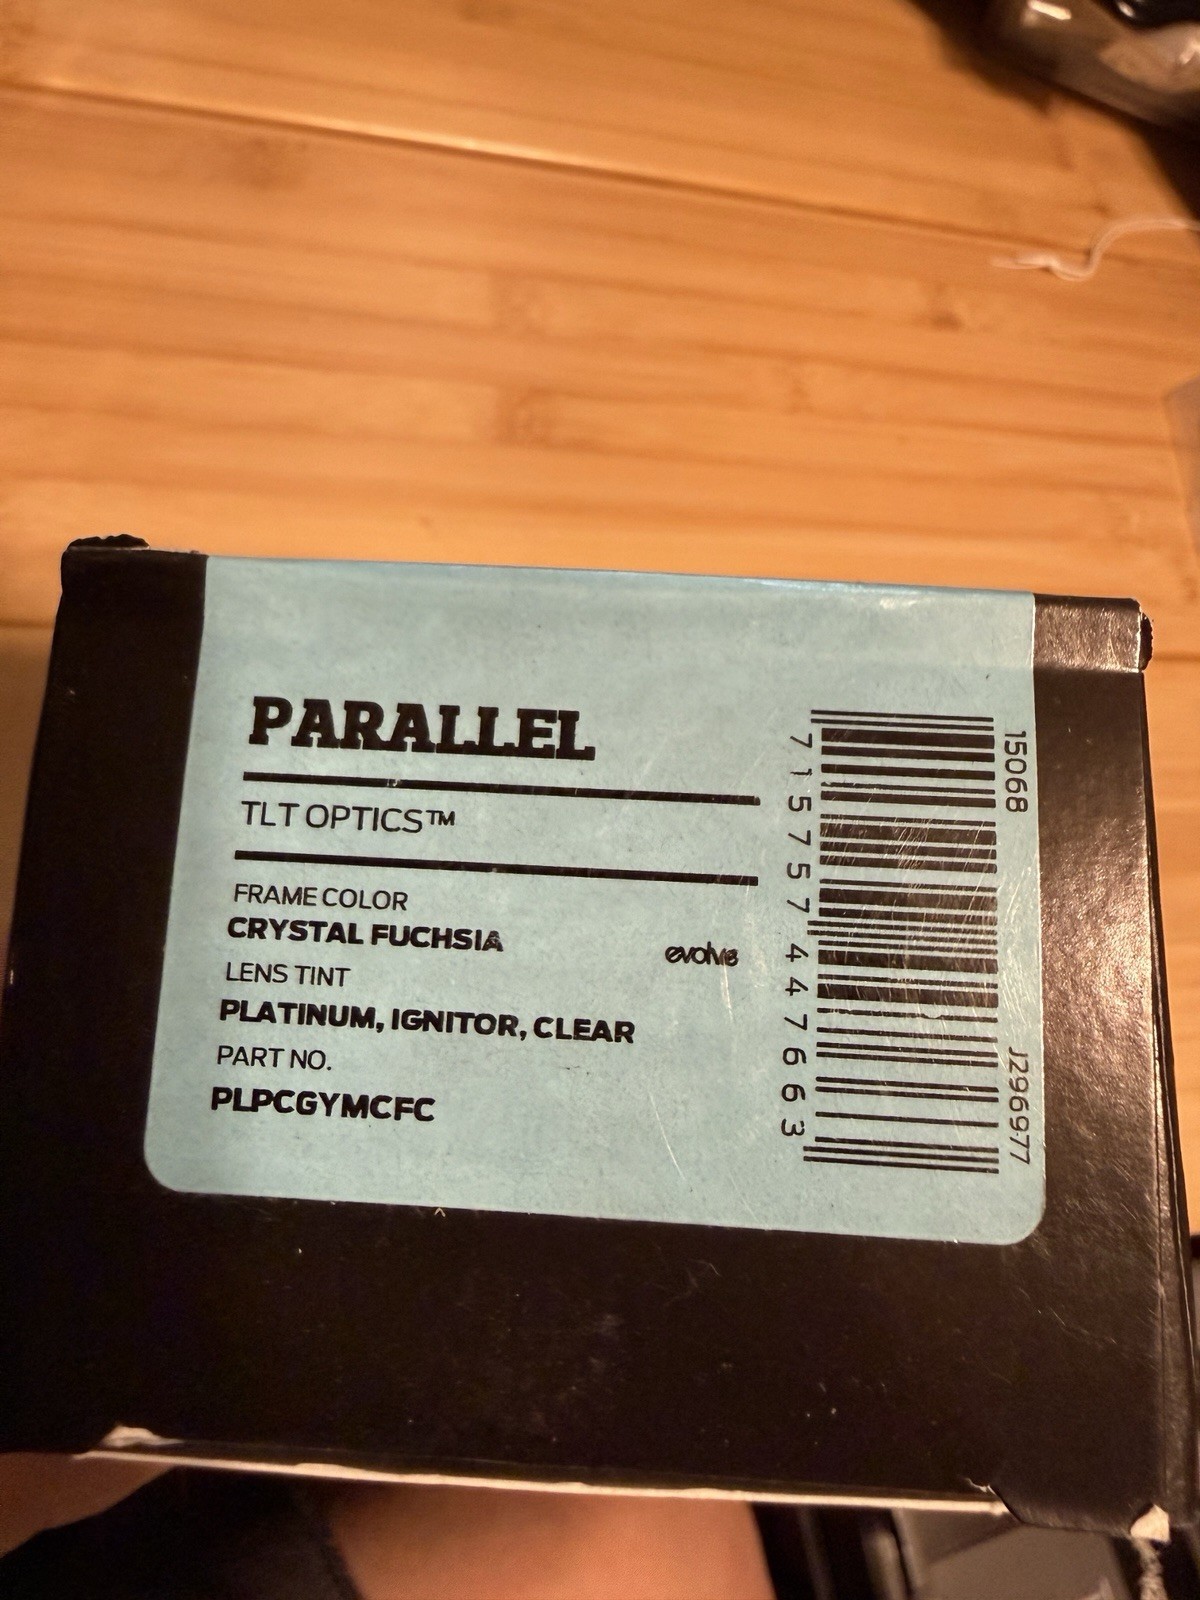 PARALLEL
TLT OPTICS™
FRAME COLOR
CRYSTAL FUCHSIA
evolve
LENS TINT
PLATINUM, IGNITOR, CLEAR
PART NO.
PLPCGYMCFC
15068
J296977
7 15757 44766 3